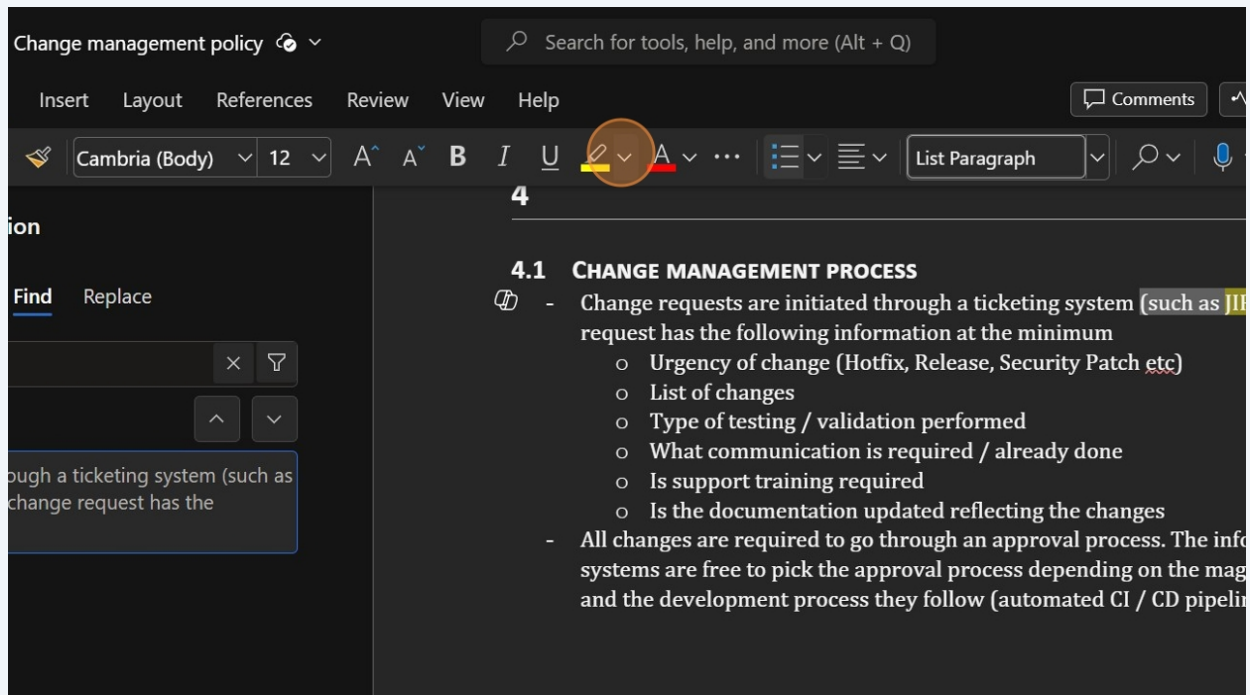 Change management policy
Search for tools, help, and more (Alt + Q)
Insert Layout References Review View Help
Comments
Cambria (Body) 12 A A B I U A List Paragraph
4
ion
4.1 CHANGE MANAGEMENT PROCESS
Find Replace
- Change requests are initiated through a ticketing system (such as
request has the following information at the minimum
o Urgency of change (Hotfix, Release, Security Patch etc)
o List of changes
o Type of testing / validation performed
o What communication is required / already done
o Is support training required
o Is the documentation updated reflecting the changes
- All changes are required to go through an approval process. The
systems are free to pick the approval process depending on the
and the development process they follow (automated CI / CD
ough a ticketing system (such as
change request has the